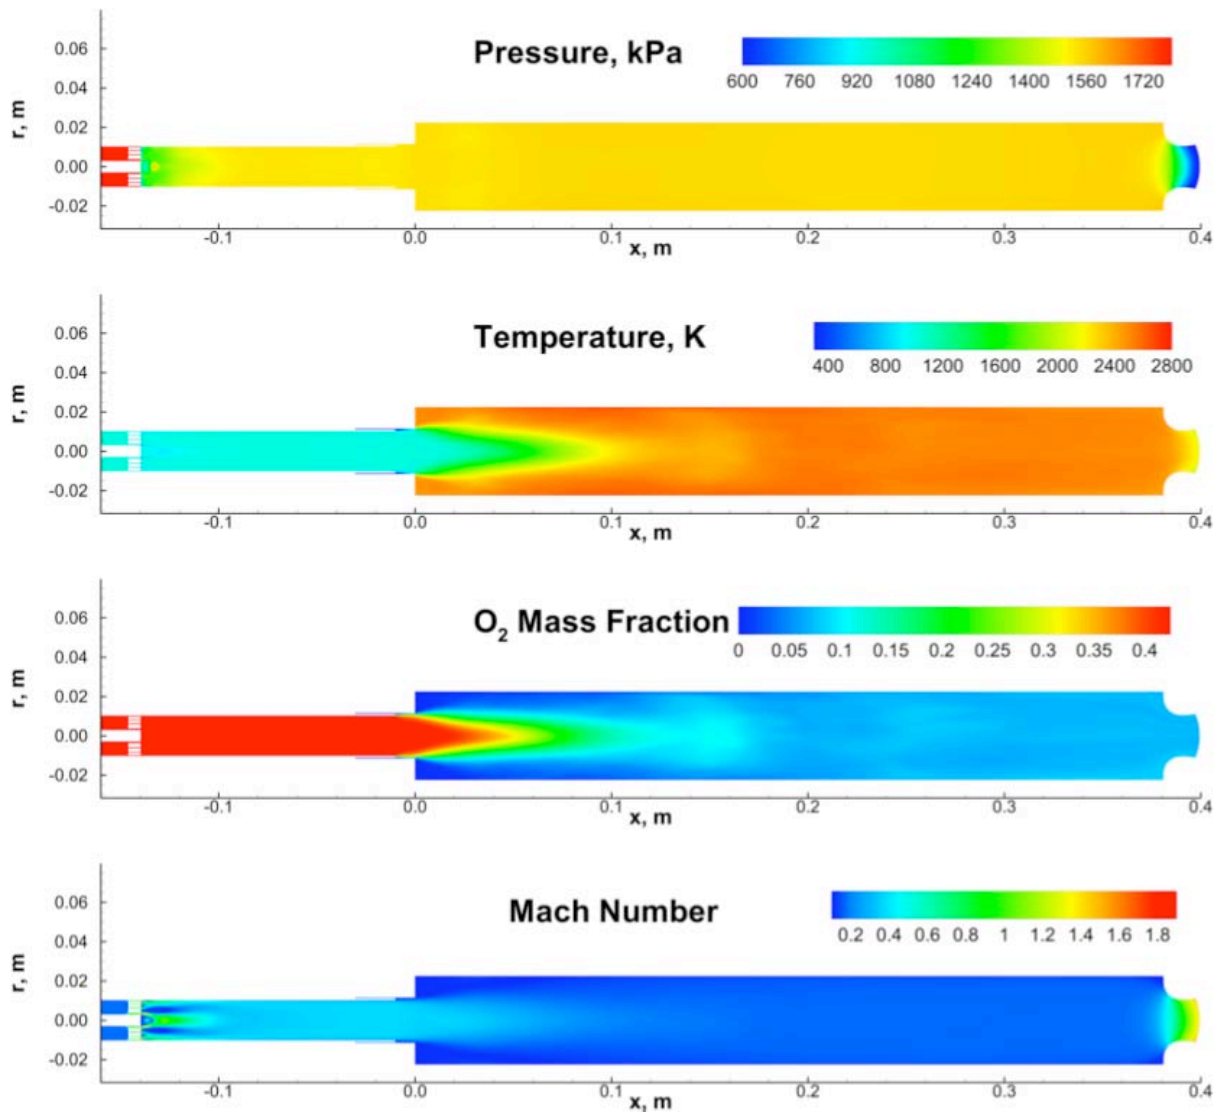 Pressure, kPa
600 760 920 1080 1240 1400 1560 1720
r, m
0.06
0.04
0.02
0.00
-0.02
-0.1 0.0 0.1 0.2 0.3 0.4
x, m
Temperature, K
400 800 1200 1600 2000 2400 2800
r, m
0.06
0.04
0.02
0.00
-0.02
-0.1 0.0 0.1 0.2 0.3 0.4
x, m
O₂ Mass Fraction
0 0.05 0.1 0.15 0.2 0.25 0.3 0.35 0.4
r, m
0.06
0.04
0.02
0.00
-0.02
-0.1 0.0 0.1 0.2 0.3 0.4
x, m
Mach Number
0.2 0.4 0.6 0.8 1 1.2 1.4 1.6 1.8
r, m
0.06
0.04
0.02
0.00
-0.02
-0.1 0.0 0.1 0.2 0.3 0.4
x, m